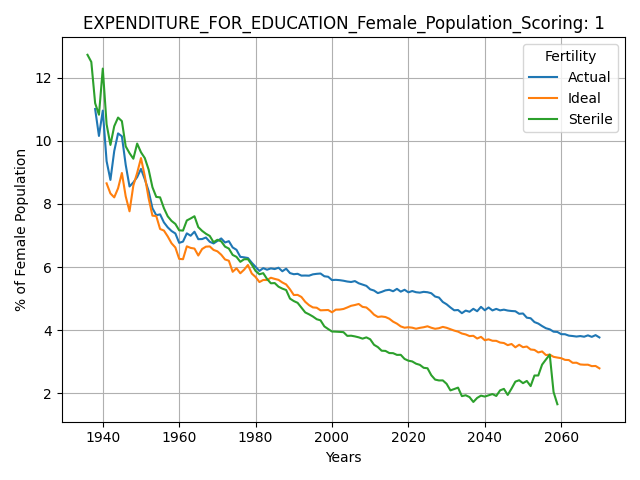 EXPENDITURE_FOR_EDUCATION_Female_Population_Scoring: 1
Fertility
Actual
Ideal
Sterile
% of Female Population
12
10
8
6
4
2
1940 1960 1980 2000 2020 2040 2060
Years